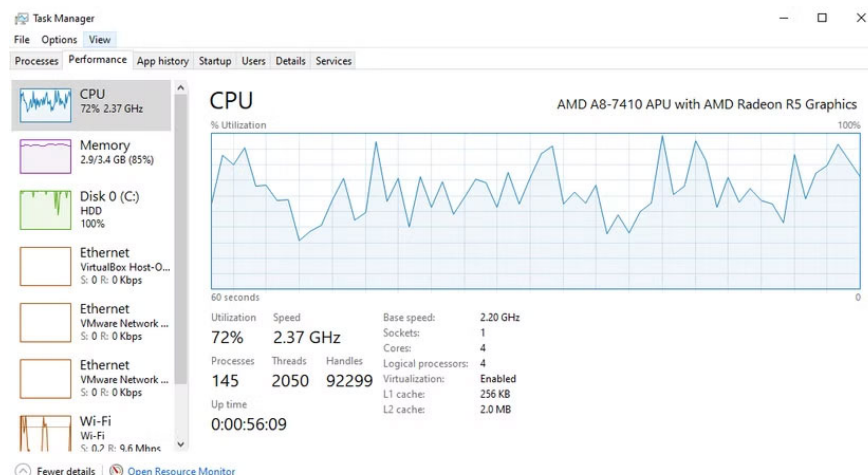 Task Manager
File Options View
Processes Performance App history Startup Users Details Services
CPU
72% 2.37 GHz
Memory
2.9/3.4 GB (85%)
Disk 0 (C:)
HDD
100%
Ethernet
VirtualBox Host-O...
S: 0 R: 0 Kbps
Ethernet
VMware Network ...
S: 0 R: 0 Kbps
Ethernet
VMware Network ...
S: 0 R: 0 Kbps
Wi-Fi
Wi-Fi
S: 0.2 R: 9.6 Mbps
CPU AMD A8-7410 APU with AMD Radeon R5 Graphics
% Utilization 100%
60 seconds 0
Utilization Speed
72% 2.37 GHz
Processes Threads Handles
145 2050 92299
Up time
0:00:56:09
Base speed: 2.20 GHz
Sockets: 1
Cores: 4
Logical processors: 4
Virtualization: Enabled
L1 cache: 256 KB
L2 cache: 2.0 MB
Fewer details Open Resource Monitor